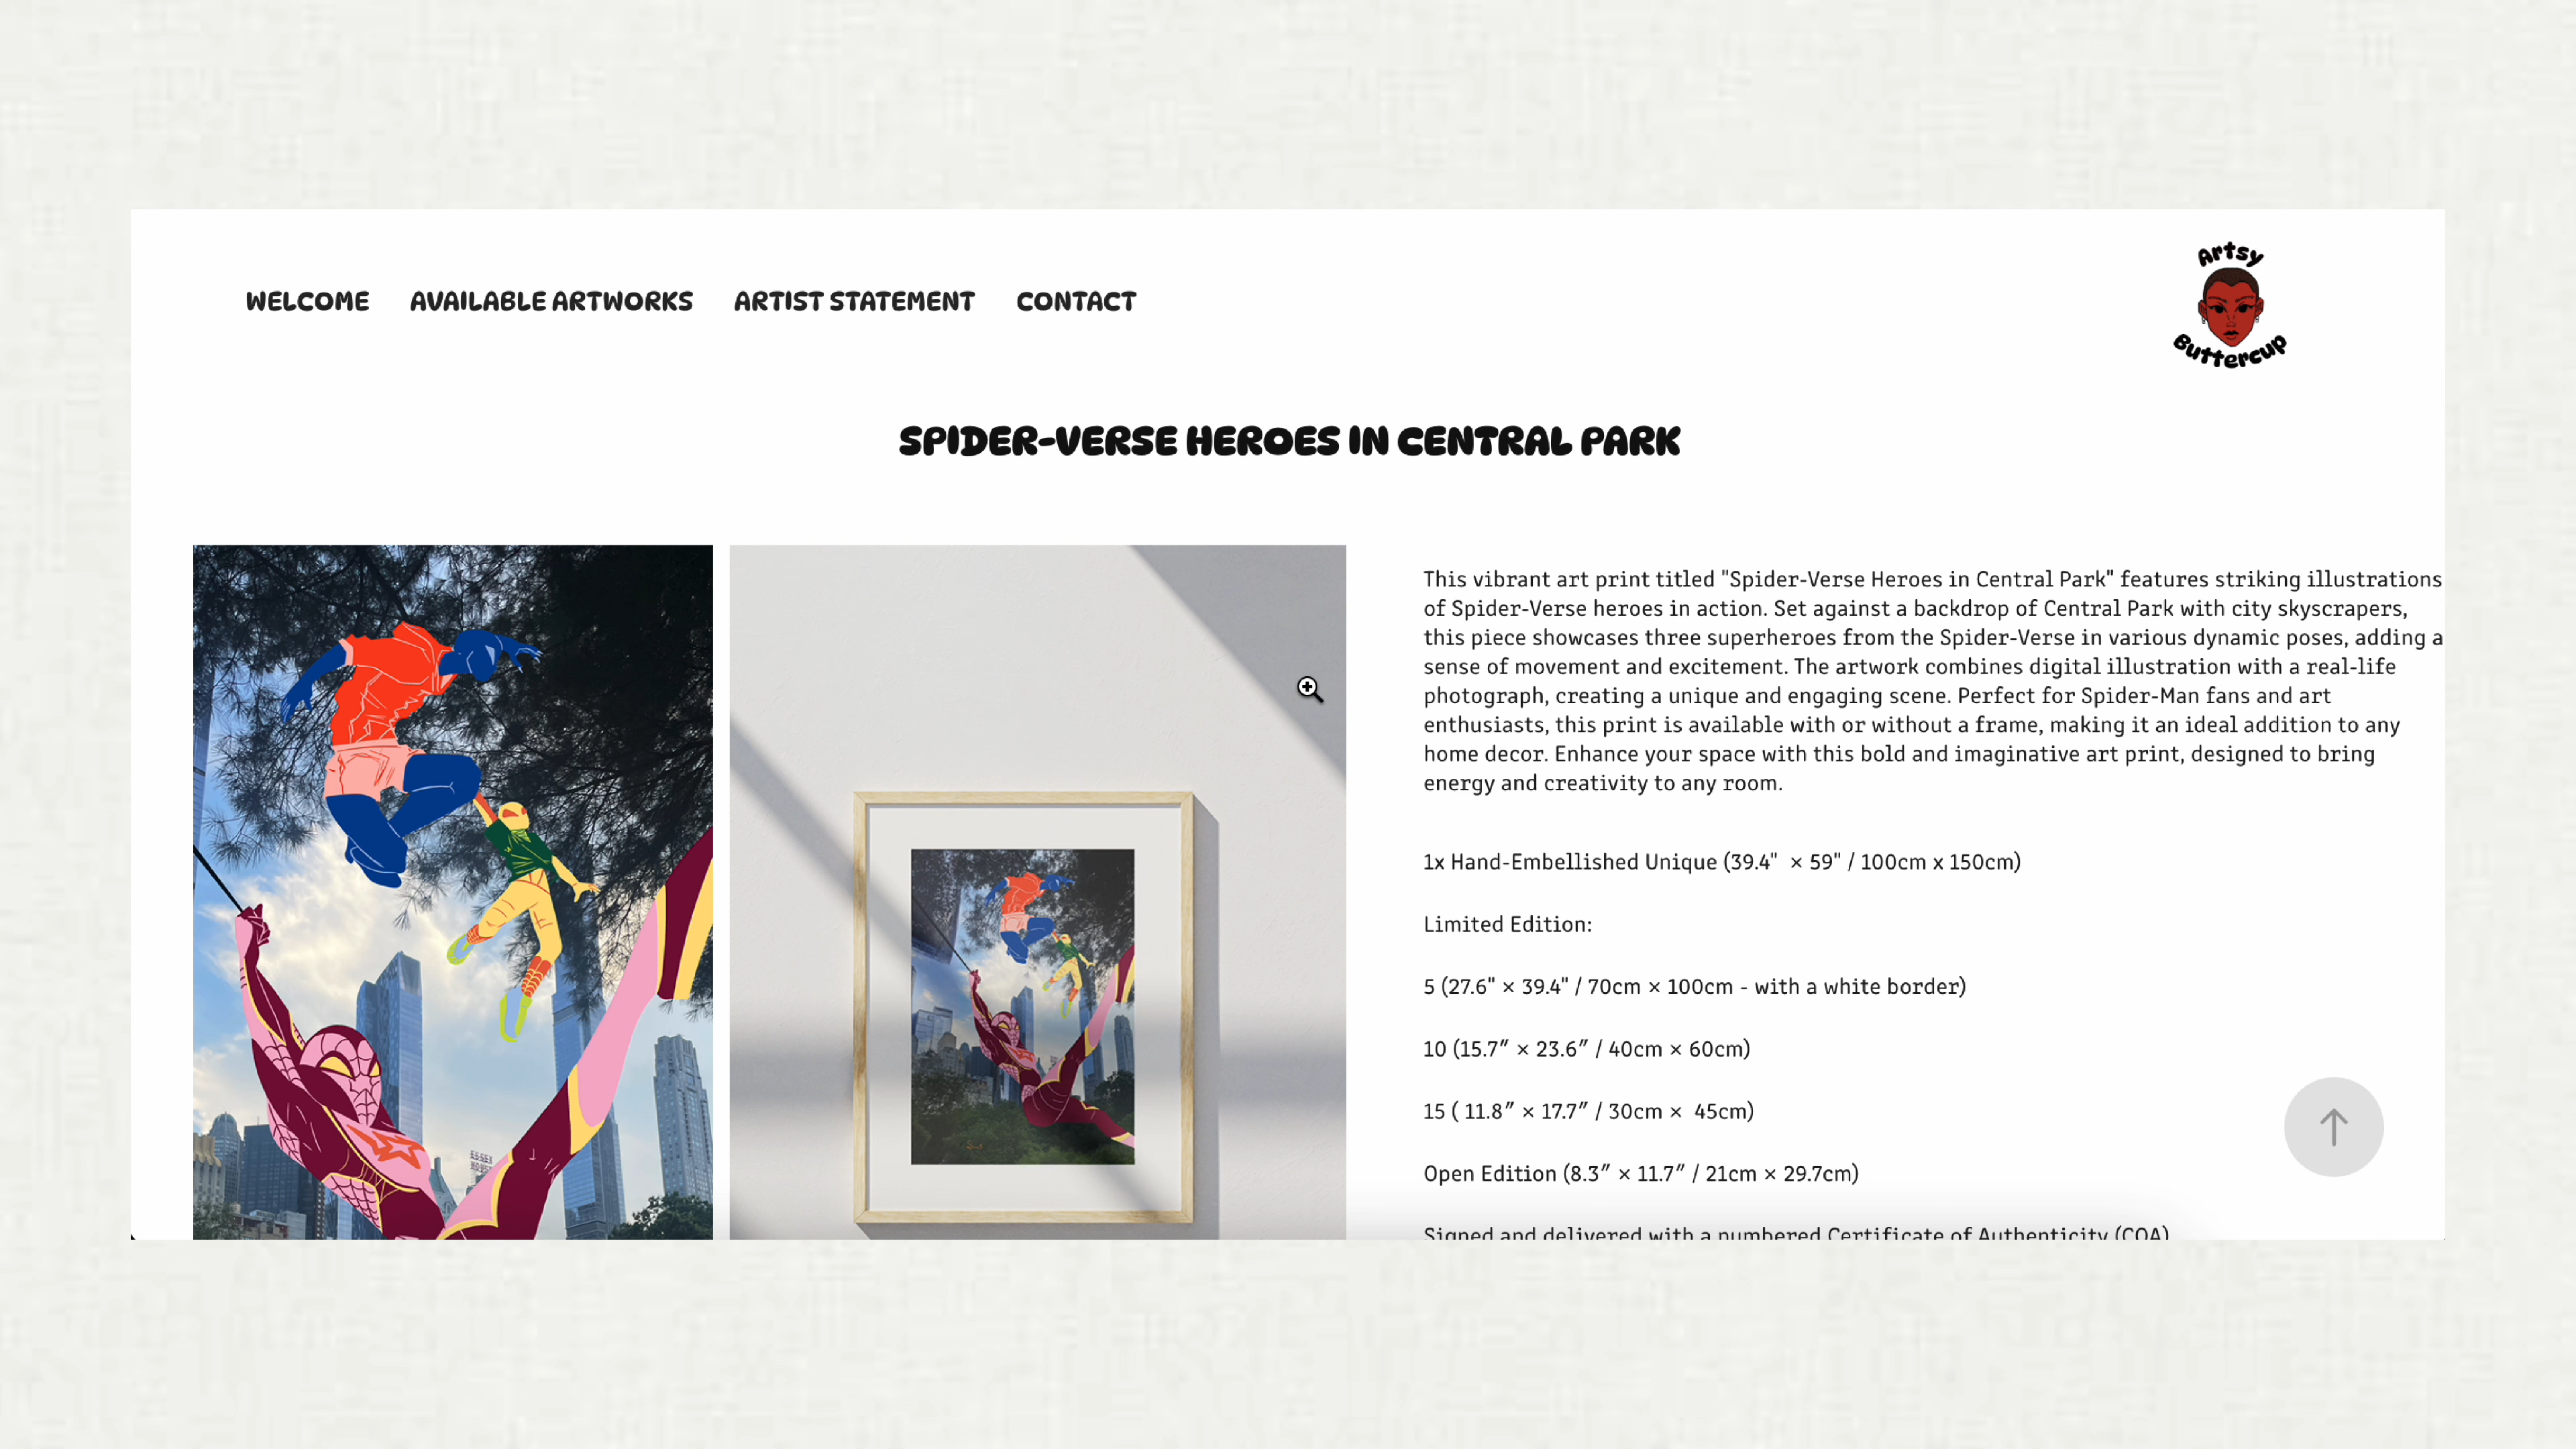 WELCOME AVAILABLE ARTWORKS ARTIST STATEMENT CONTACT
Artsy
Buttercup
SPIDER-VERSE HEROES IN CENTRAL PARK
This vibrant art print titled "Spider-Verse Heroes in Central Park" features striking illustrations
of Spider-Verse heroes in action. Set against a backdrop of Central Park with city skyscrapers,
this piece showcases three superheroes from the Spider-Verse in various dynamic poses, adding a
sense of movement and excitement. The artwork combines digital illustration with a real-life
photograph, creating a unique and engaging scene. Perfect for Spider-Man fans and art
enthusiasts, this print is available with or without a frame, making it an ideal addition to any
home decor. Enhance your space with this bold and imaginative art print, designed to bring
energy and creativity to any room.
1x Hand-Embellished Unique (39.4" × 59" / 100cm x 150cm)
Limited Edition:
5 (27.6" × 39.4" / 70cm × 100cm - with a white border)
10 (15.7″ × 23.6″ / 40cm × 60cm)
15 ( 11.8″ × 17.7″ / 30cm × 45cm)
Open Edition (8.3″ × 11.7″ / 21cm × 29.7cm)
Signed and delivered with a numbered Certificate of Authenticity (COA)
ESSEX
HOUSE